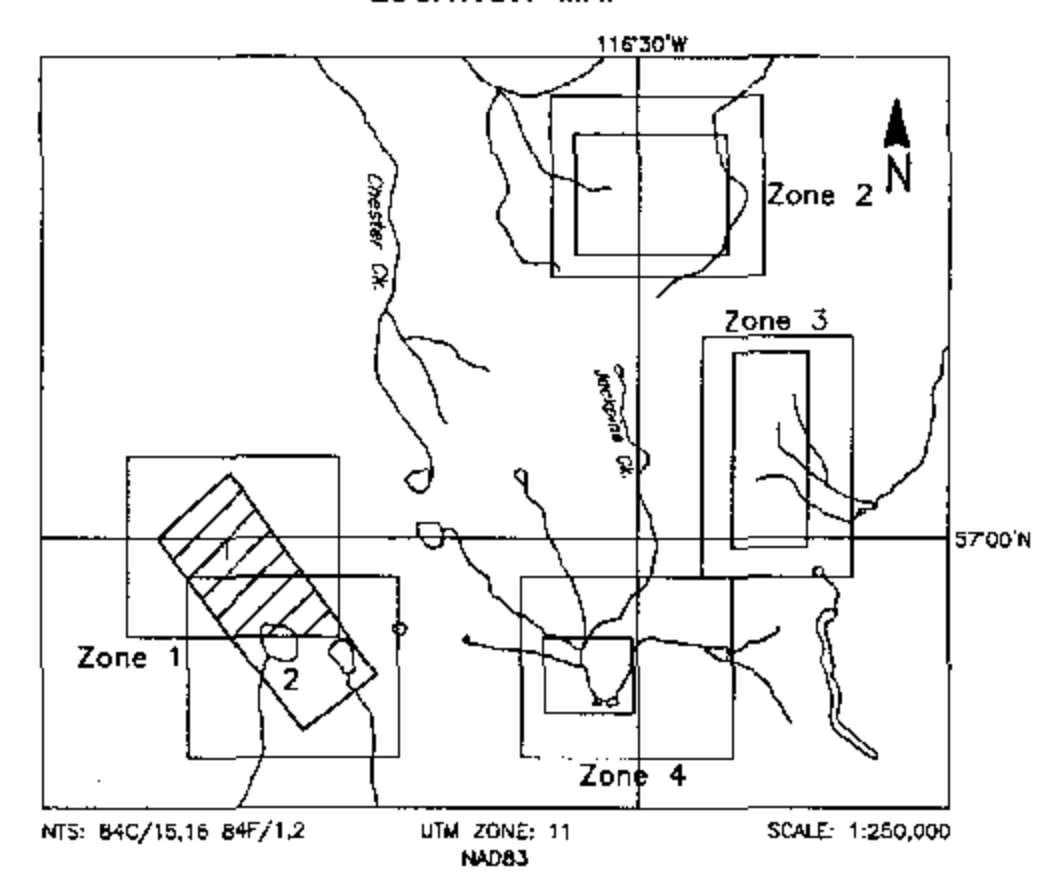 116°30'W
N
Zone 2
Chester Ck.
Zone 3
Jackpine Ck.
57°00'N
1
Zone 1
2
Zone 4
NTS: 84C/15,16 84F/1,2
UTM ZONE: 11
SCALE: 1:250,000
NAD83